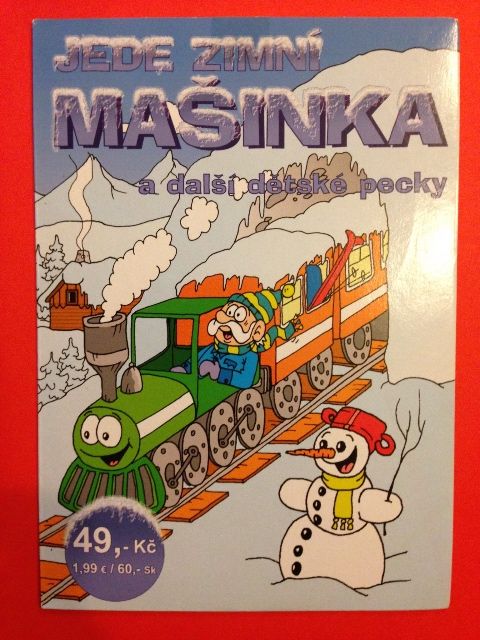 JEDE ZIMNÍ
MAŠINKA
a další dětské pecky
49,- Kč
1,99 € / 60,- Sk